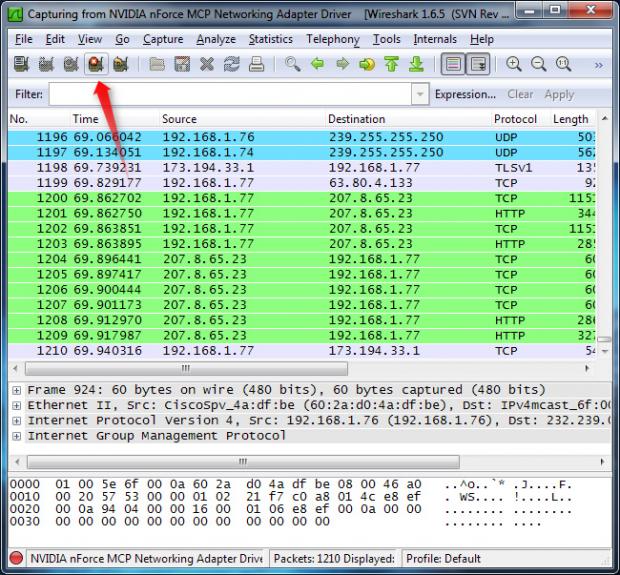 Capturing from NVIDIA nForce MCP Networking Adapter Driver [Wireshark 1.6.5 (SVN Rev
File Edit View Go Capture Analyze Statistics Telephony Tools Internals Help
Filter: Expression... Clear Apply
No. Time Source Destination Protocol Length
1196 69.066042 192.168.1.76 239.255.255.250 UDP 503
1197 69.134051 192.168.1.74 239.255.255.250 UDP 562
1198 69.739231 173.194.33.1 192.168.1.77 TLSv1 135
1199 69.829177 192.168.1.77 63.80.4.133 TCP 92
1200 69.862702 192.168.1.77 207.8.65.23 TCP 1151
1201 69.862750 192.168.1.77 207.8.65.23 HTTP 344
1202 69.863851 192.168.1.77 207.8.65.23 TCP 1151
1203 69.863895 192.168.1.77 207.8.65.23 HTTP 285
1204 69.896441 207.8.65.23 192.168.1.77 TCP 60
1205 69.897417 207.8.65.23 192.168.1.77 TCP 60
1206 69.900444 207.8.65.23 192.168.1.77 TCP 60
1207 69.901173 207.8.65.23 192.168.1.77 TCP 60
1208 69.912970 207.8.65.23 192.168.1.77 HTTP 286
1209 69.917987 207.8.65.23 192.168.1.77 HTTP 327
1210 69.940316 192.168.1.77 173.194.33.1 TCP 54
Frame 924: 60 bytes on wire (480 bits), 60 bytes captured (480 bits)
Ethernet II, Src: CiscoSpv_4a:df:be (60:2a:d0:4a:df:be), Dst: IPv4mcast_6f:00
Internet Protocol Version 4, Src: 192.168.1.76 (192.168.1.76), Dst: 232.239.0
Internet Group Management Protocol
0000 01 00 5e 6f 00 0a 60 2a d0 4a df be 08 00 46 a0 ..^o..`* .J....F.
0010 00 20 57 53 00 00 01 02 21 f7 c0 a8 01 4c e8 ef . WS.... !....L..
0020 00 0a 94 04 00 00 16 00 01 06 e8 ef 00 0a 00 00 ........ ........
0030 00 00 00 00 00 00 00 00 00 00 00 00 ........ ....
NVIDIA nForce MCP Networking Adapter Drive Packets: 1210 Displayed: Profile: Default